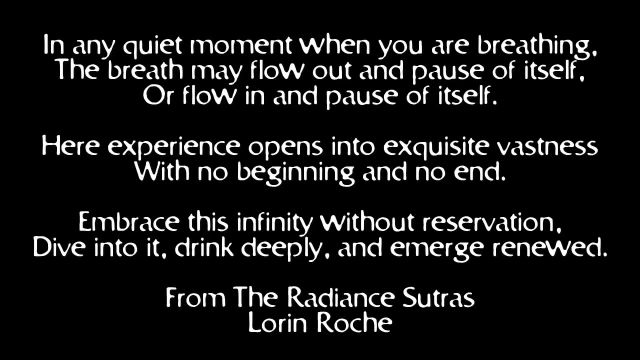 In any quiet moment when you are breathing,
The breath may flow out and pause of itself,
Or flow in and pause of itself.
Here experience opens into exquisite vastness
With no beginning and no end.
Embrace this infinity without reservation,
Dive into it, drink deeply, and emerge renewed.
From The Radiance Sutras
Lorin Roche